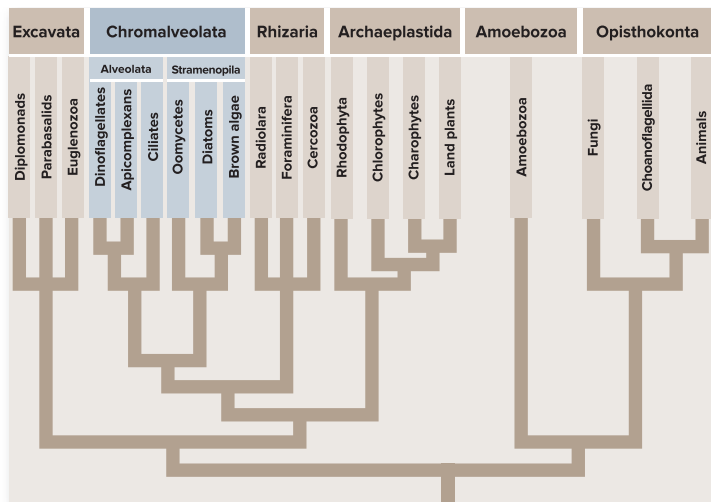 Excavata
Chromalveolata
Rhizaria
Archaeplastida
Amoebozoa
Opisthokonta
Alveolata
Stramenopila
Diplomonads
Parabasalids
Euglenozoa
Dinoflagellates
Apicomplexans
Ciliates
Oomycetes
Diatoms
Brown algae
Radiolara
Foraminifera
Cercozoa
Rhodophyta
Chlorophytes
Charophytes
Land plants
Amoebozoa
Fungi
Choanoflagellida
Animals